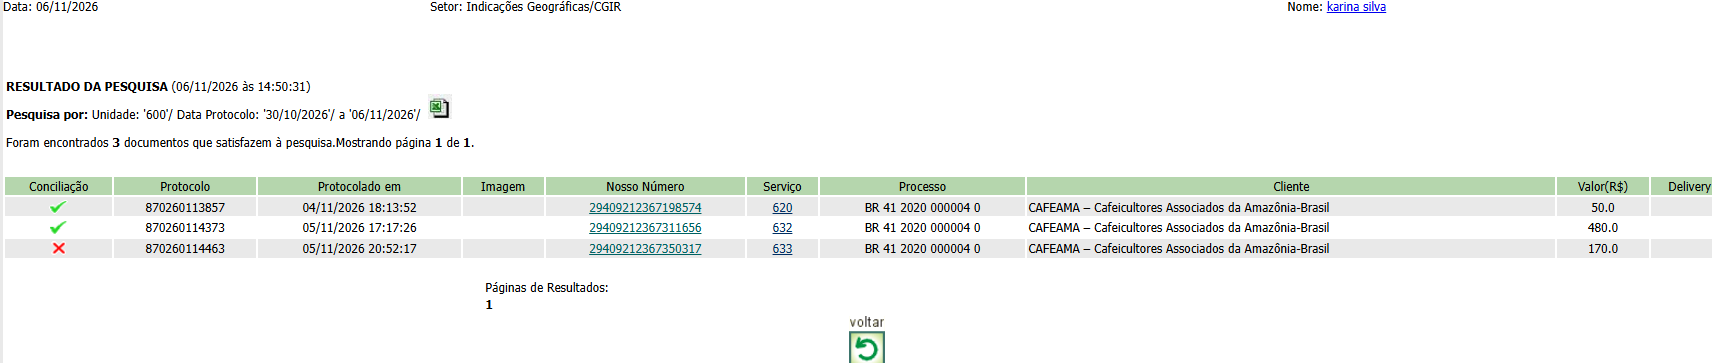 Data: 06/11/2026 Setor: Indicações Geográficas/CGIR Nome: karina silva
RESULTADO DA PESQUISA (06/11/2026 às 14:50:31)
Pesquisa por: Unidade: '600'/ Data Protocolo: '30/10/2026'/ a '06/11/2026'/
Foram encontrados 3 documentos que satisfazem à pesquisa.Mostrando página 1 de 1.
Conciliação Protocolo Protocolado em Imagem Nosso Número Serviço Processo Cliente Valor(R$) Delivery
870260113857 04/11/2026 18:13:52 29409212367198574 620 BR 41 2020 000004 0 CAFEAMA – Cafeicultores Associados da Amazônia-Brasil 50.0
870260114373 05/11/2026 17:17:26 29409212367311656 632 BR 41 2020 000004 0 CAFEAMA – Cafeicultores Associados da Amazônia-Brasil 480.0
870260114463 05/11/2026 20:52:17 29409212367350317 633 BR 41 2020 000004 0 CAFEAMA – Cafeicultores Associados da Amazônia-Brasil 170.0
Páginas de Resultados:
1
voltar